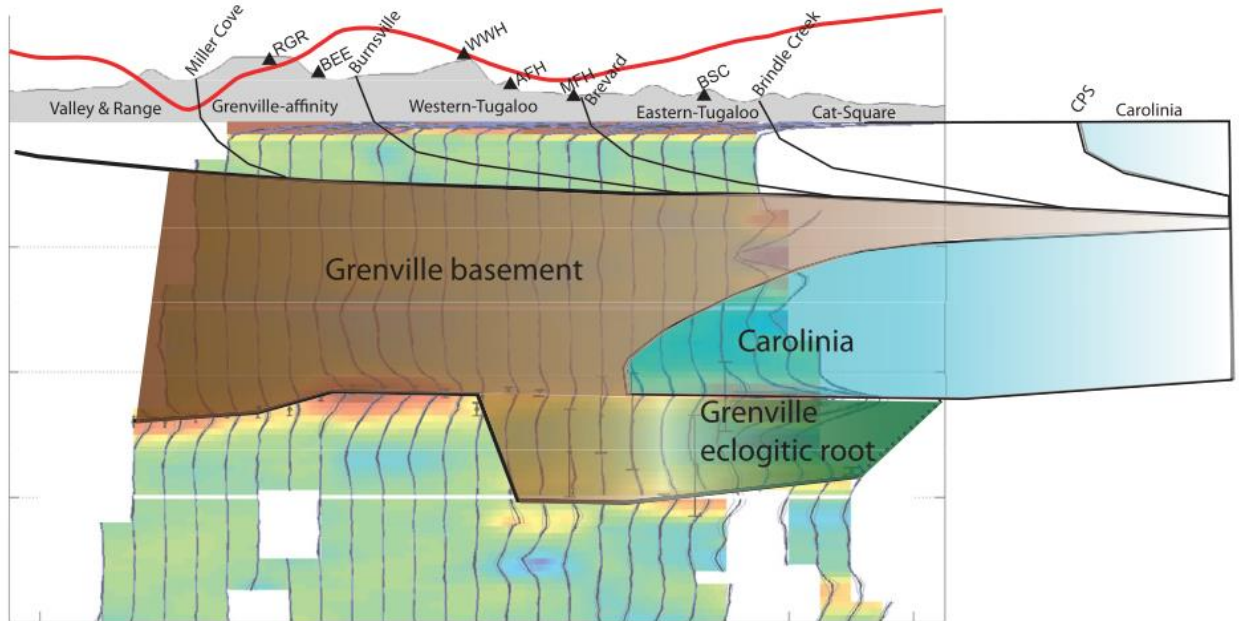 Miller Cove
RGR
BEE
Burnsville
WWH
AFH
MFH
Brevard
BSC
Brindle Creek
CPS
Carolinia
Valley & Range
Grenville-affinity
Western-Tugaloo
Eastern-Tugaloo
Cat-Square
Grenville basement
Carolinia
Grenville
eclogitic root